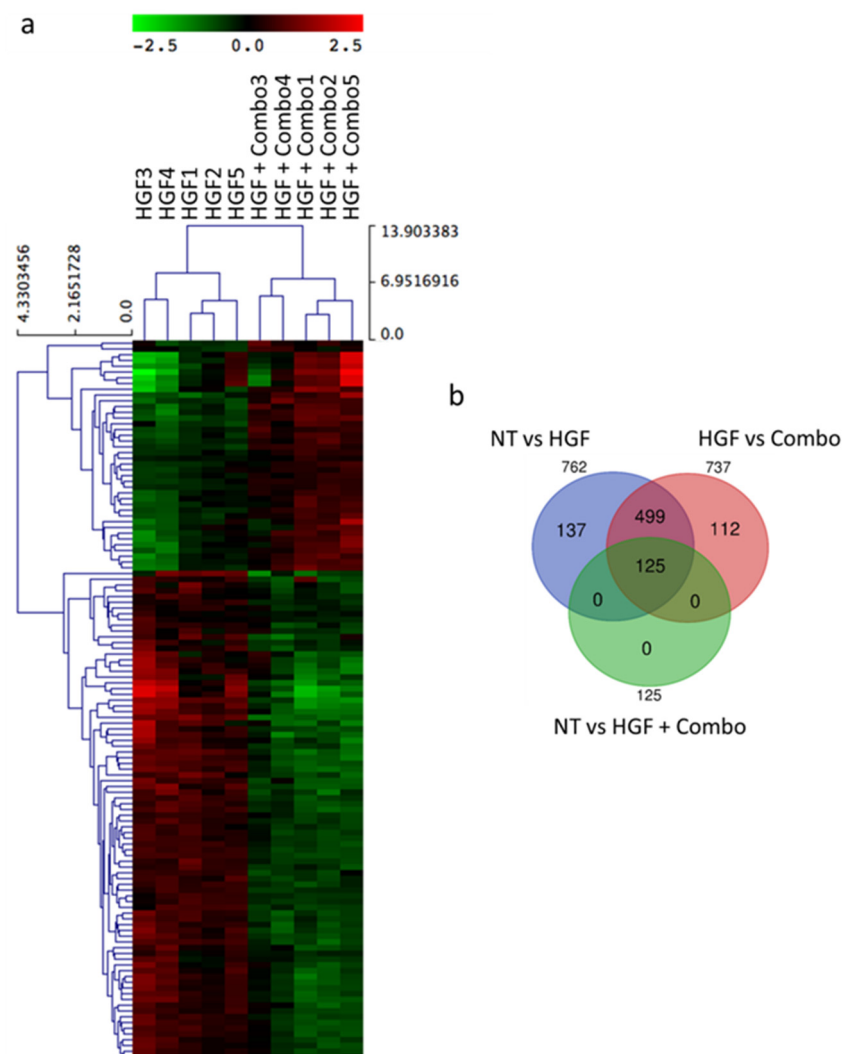 a
-2.5 0.0 2.5
HGF3
HGF4
HGF1
HGF2
HGF5
HGF + Combo3
HGF + Combo4
HGF + Combo1
HGF + Combo2
HGF + Combo5
13.903383
6.9516916
0.0
4.3303456
2.1651728
0.0
b
NT vs HGF
HGF vs Combo
762
737
137
499
112
125
0
0
0
125
NT vs HGF + Combo